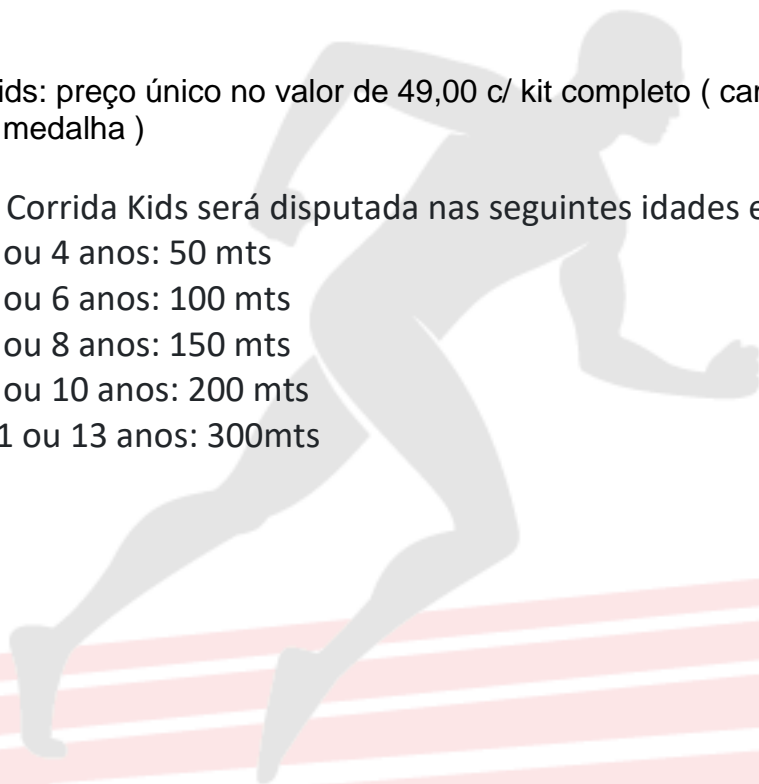 ids: preço único no valor de 49,00 c/ kit completo ( ca
medalha )
Corrida Kids será disputada nas seguintes idades e
ou 4 anos: 50 mts
ou 6 anos: 100 mts
ou 8 anos: 150 mts
ou 10 anos: 200 mts
1 ou 13 anos: 300mts